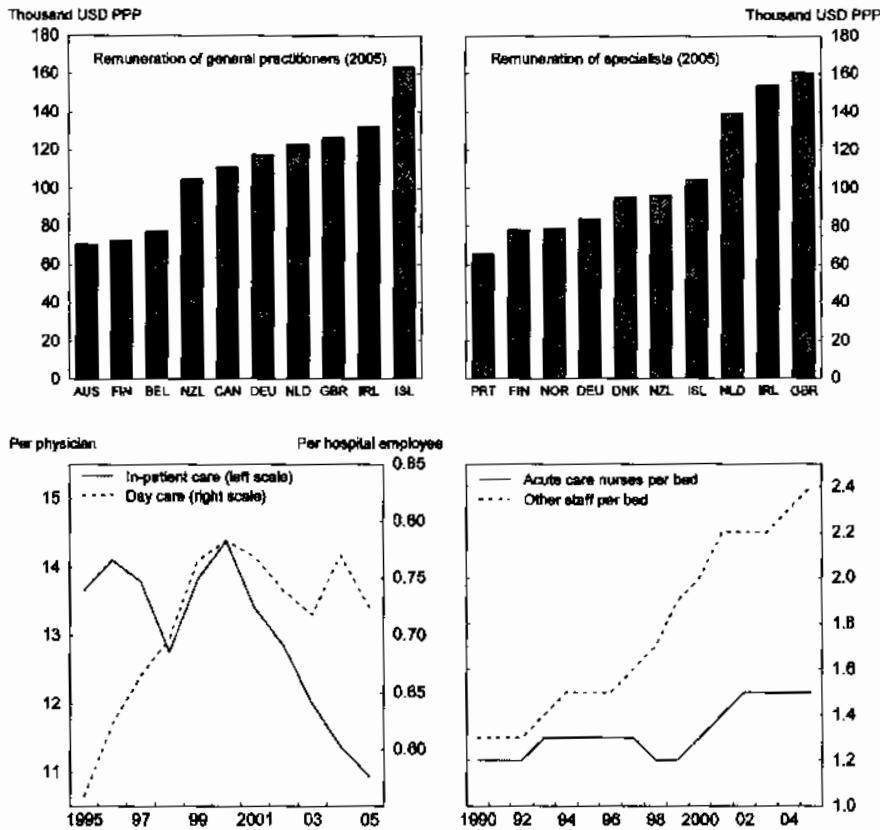 Thousand USD PPP
Thousand USD PPP
Remuneration of general practitioners (2005)
180
160
140
120
100
80
60
40
20
0
AUS FIN BEL NZL CAN DEU NLD GBR IRL ISL
Remuneration of specialists (2005)
180
160
140
120
100
80
60
40
20
0
PRT FIN NOR DEU DNK NZL ISL NLD IRL GBR
Per physician
Per hospital employee
In-patient care (left scale)
Day care (right scale)
15
14
13
12
11
0.85
0.80
0.75
0.70
0.65
0.60
1995 97 99 2001 03 05
Acute care nurses per bed
Other staff per bed
2.4
2.2
2.0
1.8
1.6
1.4
1.2
1.0
1990 92 94 96 98 2000 02 04